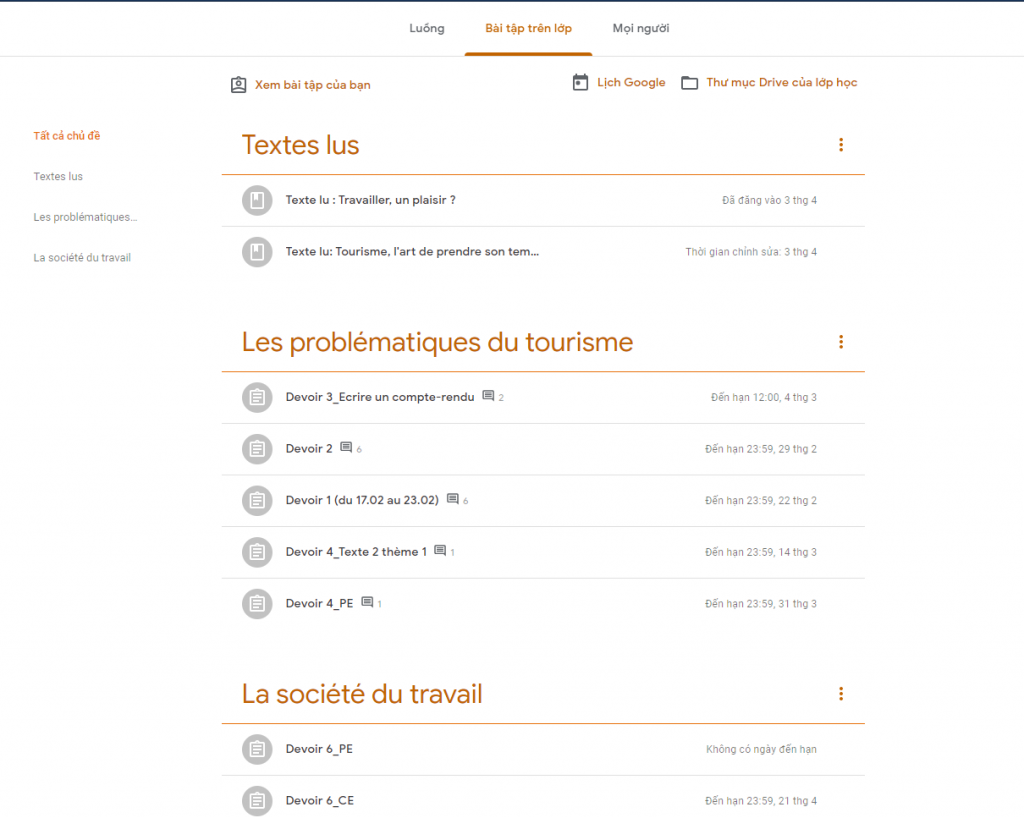 Luồng Bài tập trên lớp Mọi người
Xem bài tập của bạn Lịch Google Thư mục Drive của lớp học
Tất cả chủ đề
Textes lus
Les problématiques...
La société du travail
Textes lus
Texte lu : Travailler, un plaisir ? Đã đăng vào 3 thg 4
Texte lu: Tourisme, l'art de prendre son tem... Thời gian chỉnh sửa: 3 thg 4
Les problématiques du tourisme
Devoir 3_Ecrire un compte-rendu 2 Đến hạn 12:00, 4 thg 3
Devoir 2 6 Đến hạn 23:59, 29 thg 2
Devoir 1 (du 17.02 au 23.02) 6 Đến hạn 23:59, 22 thg 2
Devoir 4_Texte 2 thème 1 1 Đến hạn 23:59, 14 thg 3
Devoir 4_PE 1 Đến hạn 23:59, 31 thg 3
La société du travail
Devoir 6_PE Không có ngày đến hạn
Devoir 6_CE Đến hạn 23:59, 21 thg 4